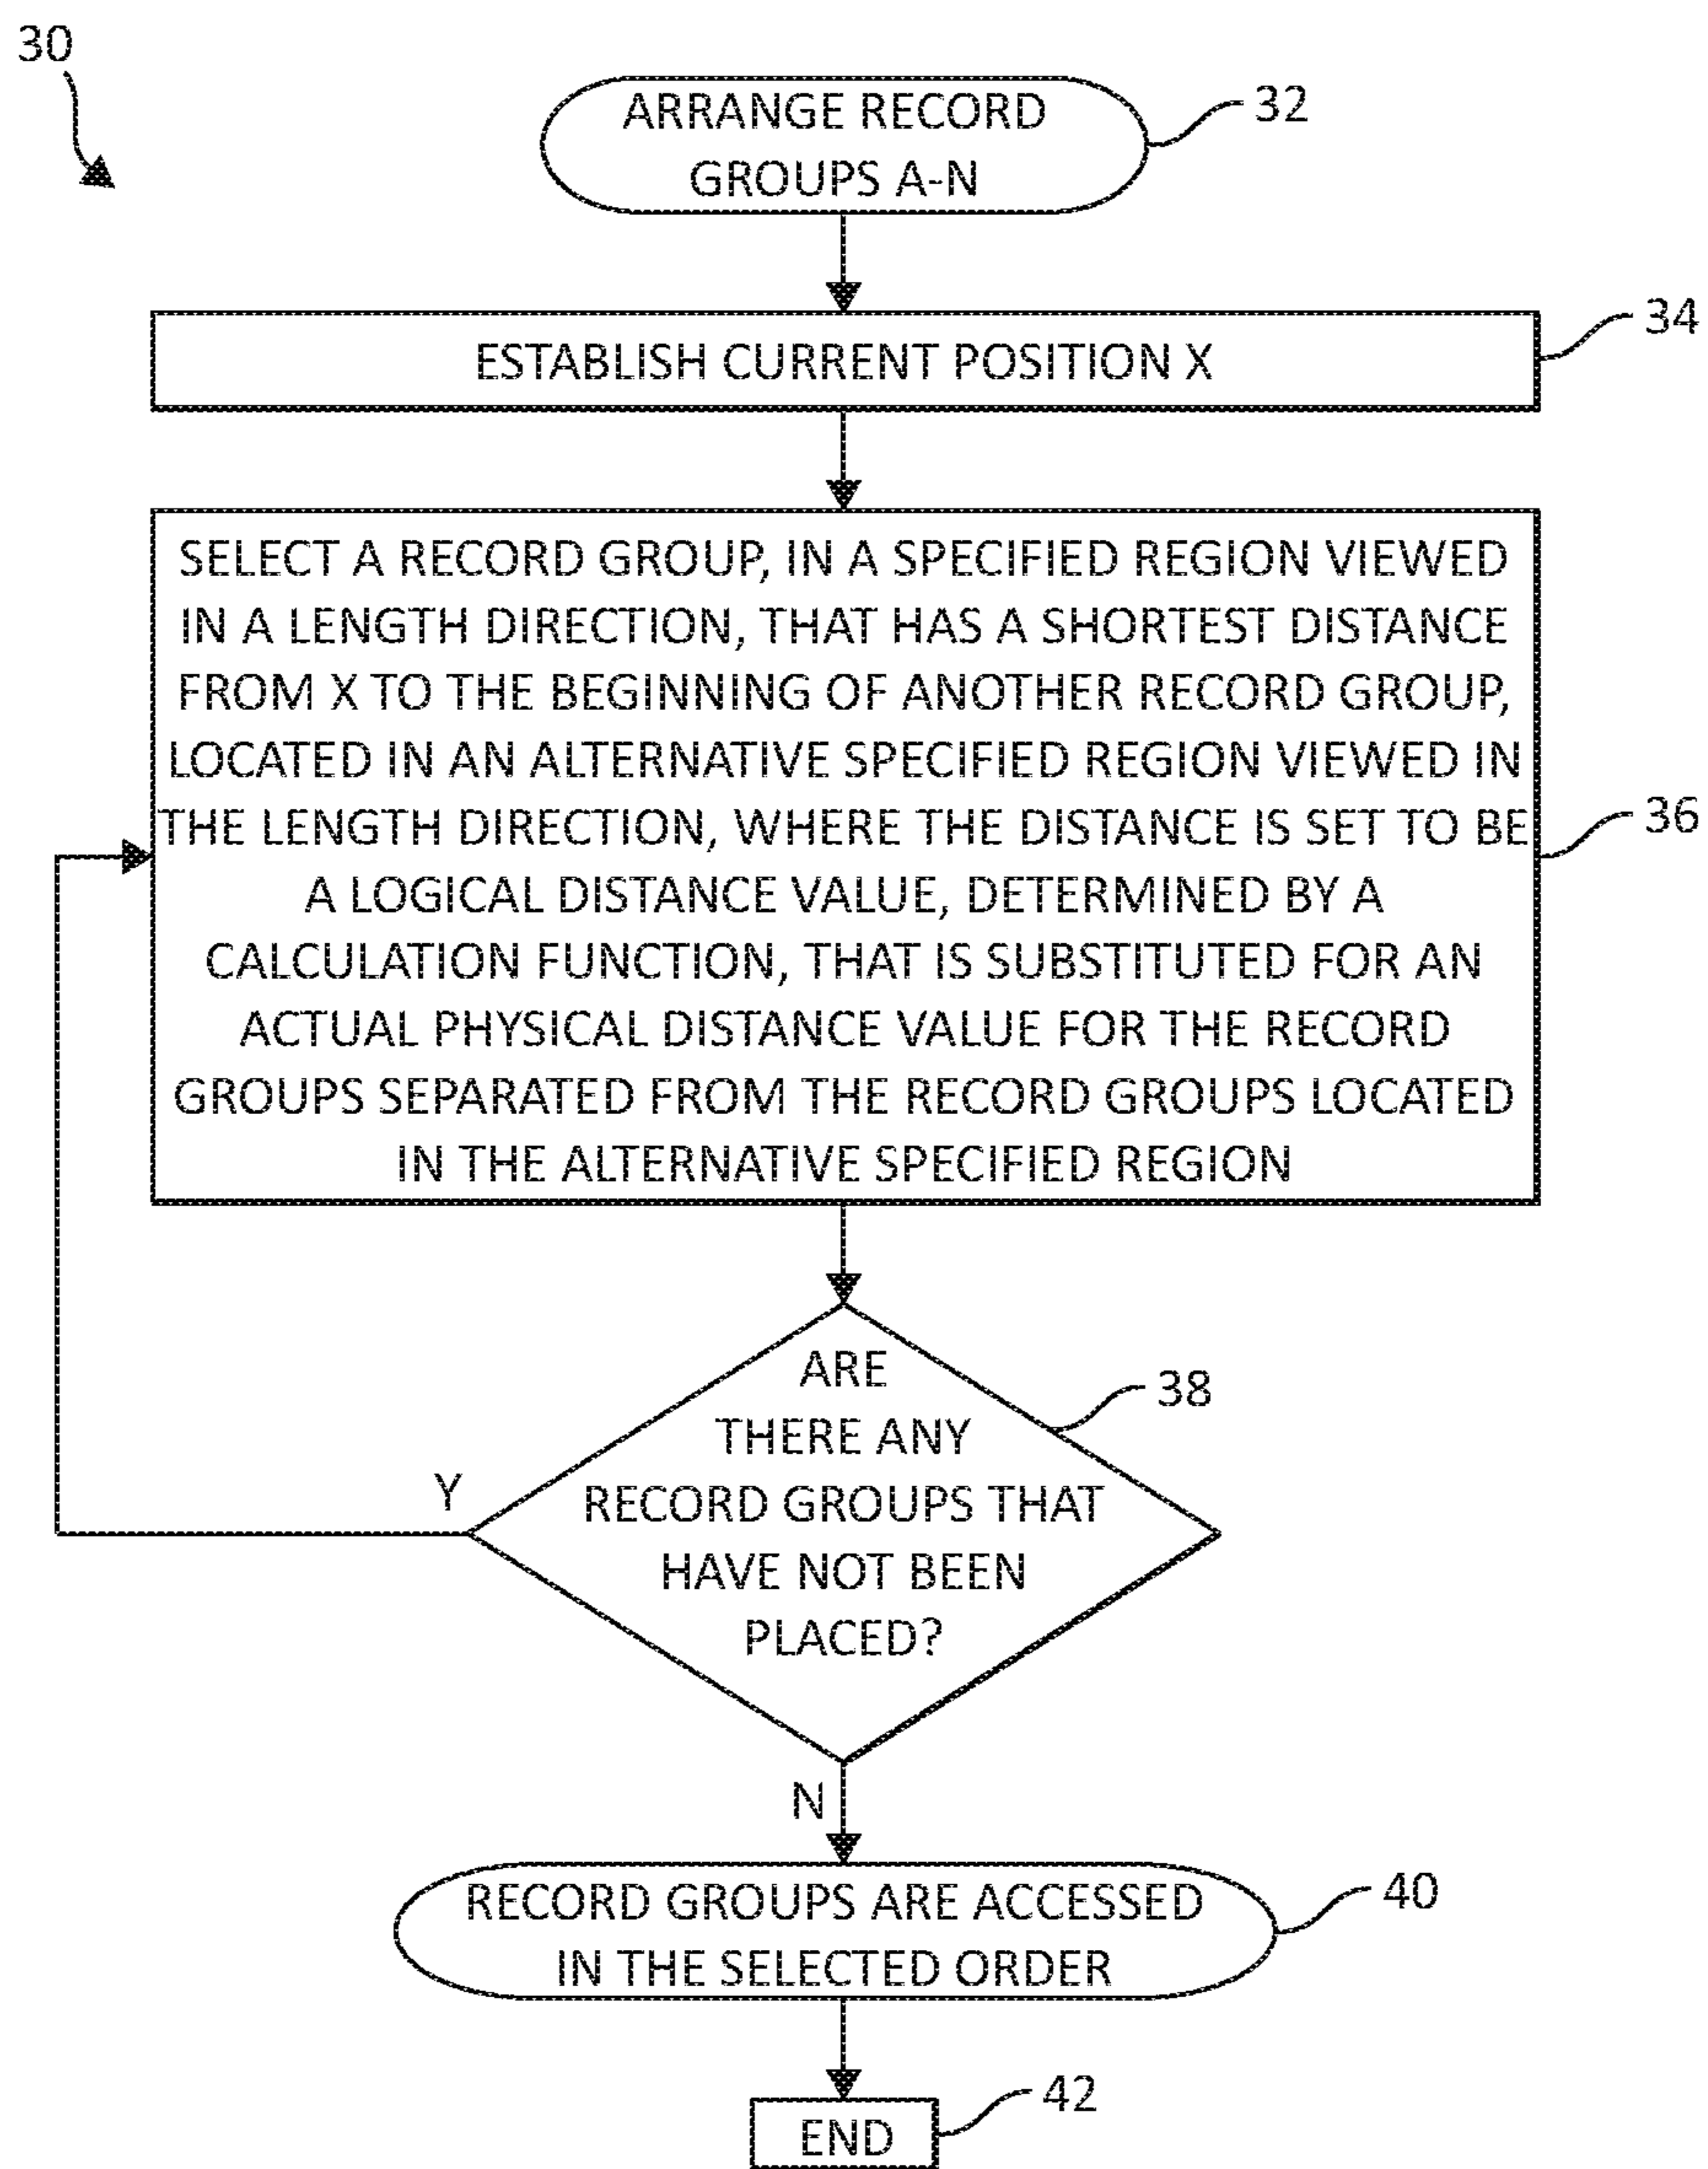 30
ARRANGE RECORD
GROUPS A-N
32
ESTABLISH CURRENT POSITION X
34
SELECT A RECORD GROUP, IN A SPECIFIED REGION VIEWED
IN A LENGTH DIRECTION, THAT HAS A SHORTEST DISTANCE
FROM X TO THE BEGINNING OF ANOTHER RECORD GROUP,
LOCATED IN AN ALTERNATIVE SPECIFIED REGION VIEWED IN
THE LENGTH DIRECTION, WHERE THE DISTANCE IS SET TO BE
A LOGICAL DISTANCE VALUE, DETERMINED BY A
CALCULATION FUNCTION, THAT IS SUBSTITUTED FOR AN
ACTUAL PHYSICAL DISTANCE VALUE FOR THE RECORD
GROUPS SEPARATED FROM THE RECORD GROUPS LOCATED
IN THE ALTERNATIVE SPECIFIED REGION
36
ARE
THERE ANY
RECORD GROUPS THAT
HAVE NOT BEEN
PLACED?
38
Y
N
RECORD GROUPS ARE ACCESSED
IN THE SELECTED ORDER
40
END
42